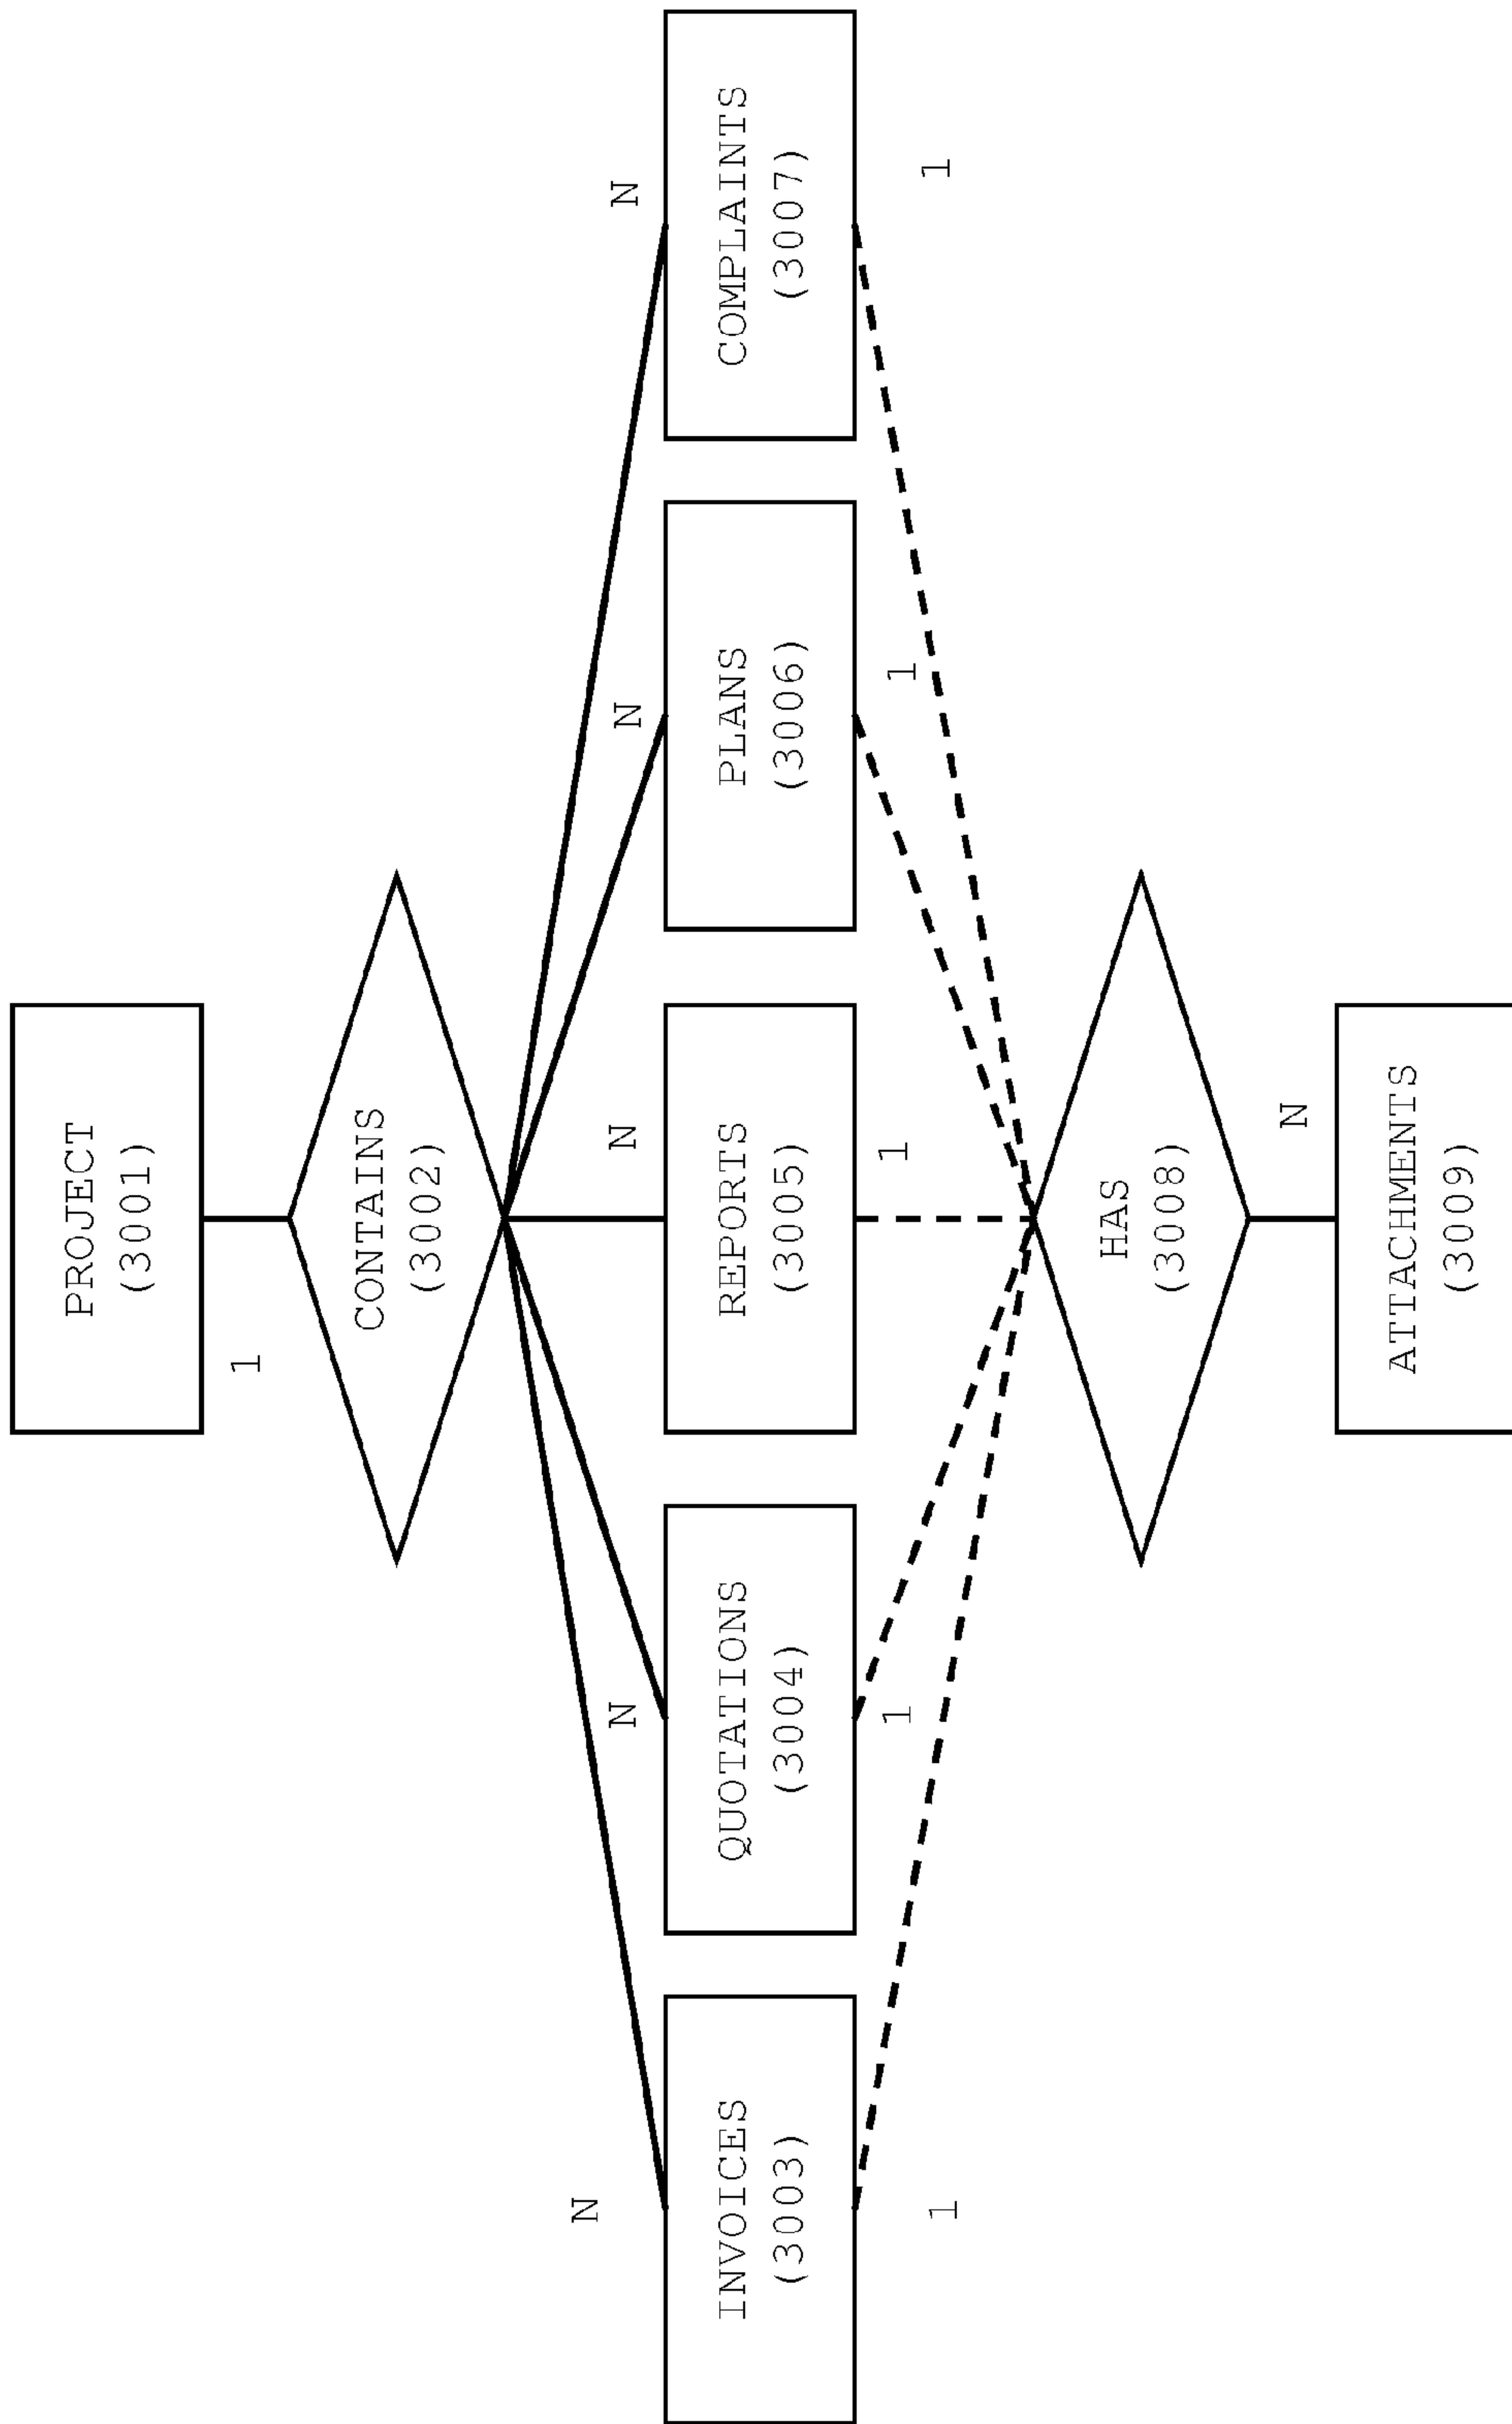 PROJECT
(3001)
1
CONTAINS
(3002)
N
N
N
N
N
INVOICES
(3003)
QUOTATIONS
(3004)
REPORTS
(3005)
PLANS
(3006)
COMPLAINTS
(3007)
1
1
1
1
1
HAS
(3008)
N
ATTACHMENTS
(3009)